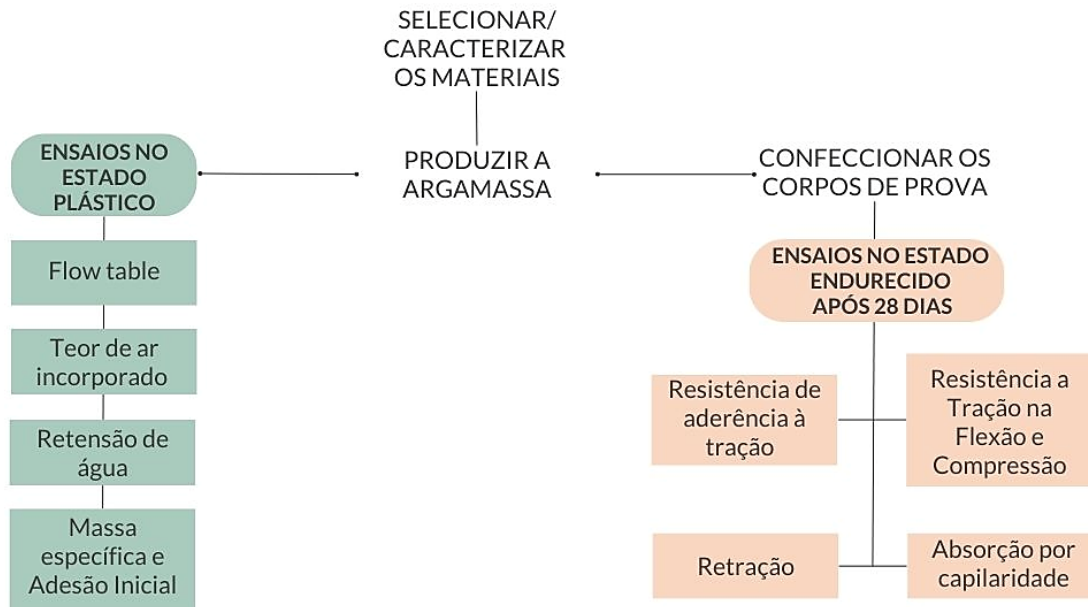 SELECIONAR/
CARACTERIZAR
OS MATERIAIS
PRODUZIR A
ARGAMASSA
ENSAIOS NO
ESTADO
PLÁSTICO
Flow table
Teor de ar
incorporado
Retensão de
água
Massa
específica e
Adesão Inicial
CONFECCIONAR OS
CORPOS DE PROVA
ENSAIOS NO ESTADO
ENDURECIDO
APÓS 28 DIAS
Resistência de
aderência à
tração
Resistência a
Tração na
Flexão e
Compressão
Retração
Absorção por
capilaridade